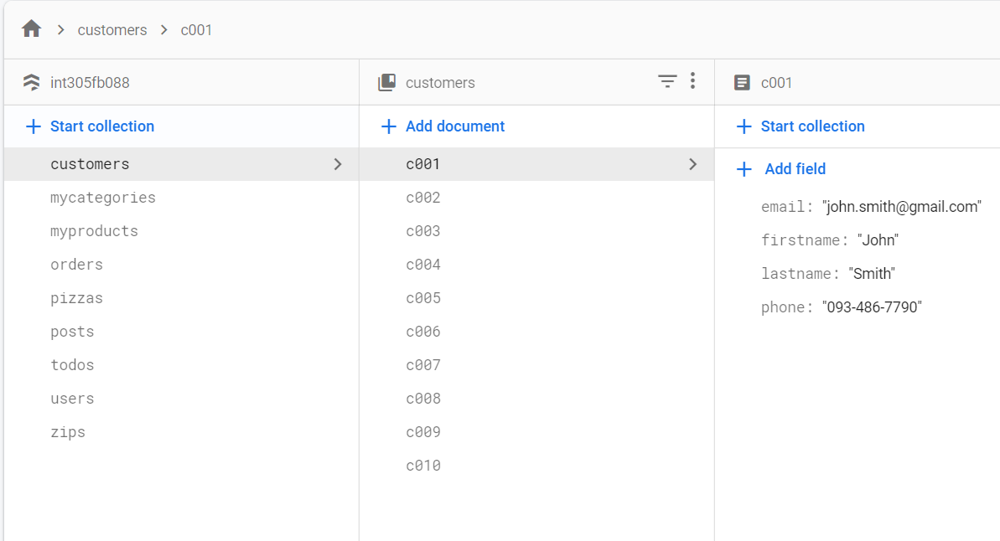 customers c001
int305fb088
Start collection
customers
mycategories
myproducts
orders
pizzas
posts
todos
users
zips
customers
Add document
c001
c002
c003
c004
c005
c006
c007
c008
c009
c010
c001
Start collection
Add field
email: "john.smith@gmail.com"
firstname: "John"
lastname: "Smith"
phone: "093-486-7790"